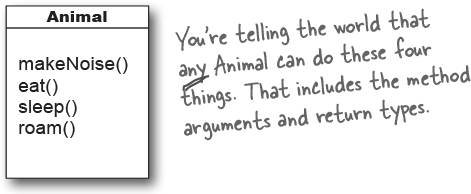 Animal
makeNoise()
eat()
sleep()
roam()
You're telling the world that
any Animal can do these four
things. That includes the method
arguments and return types.